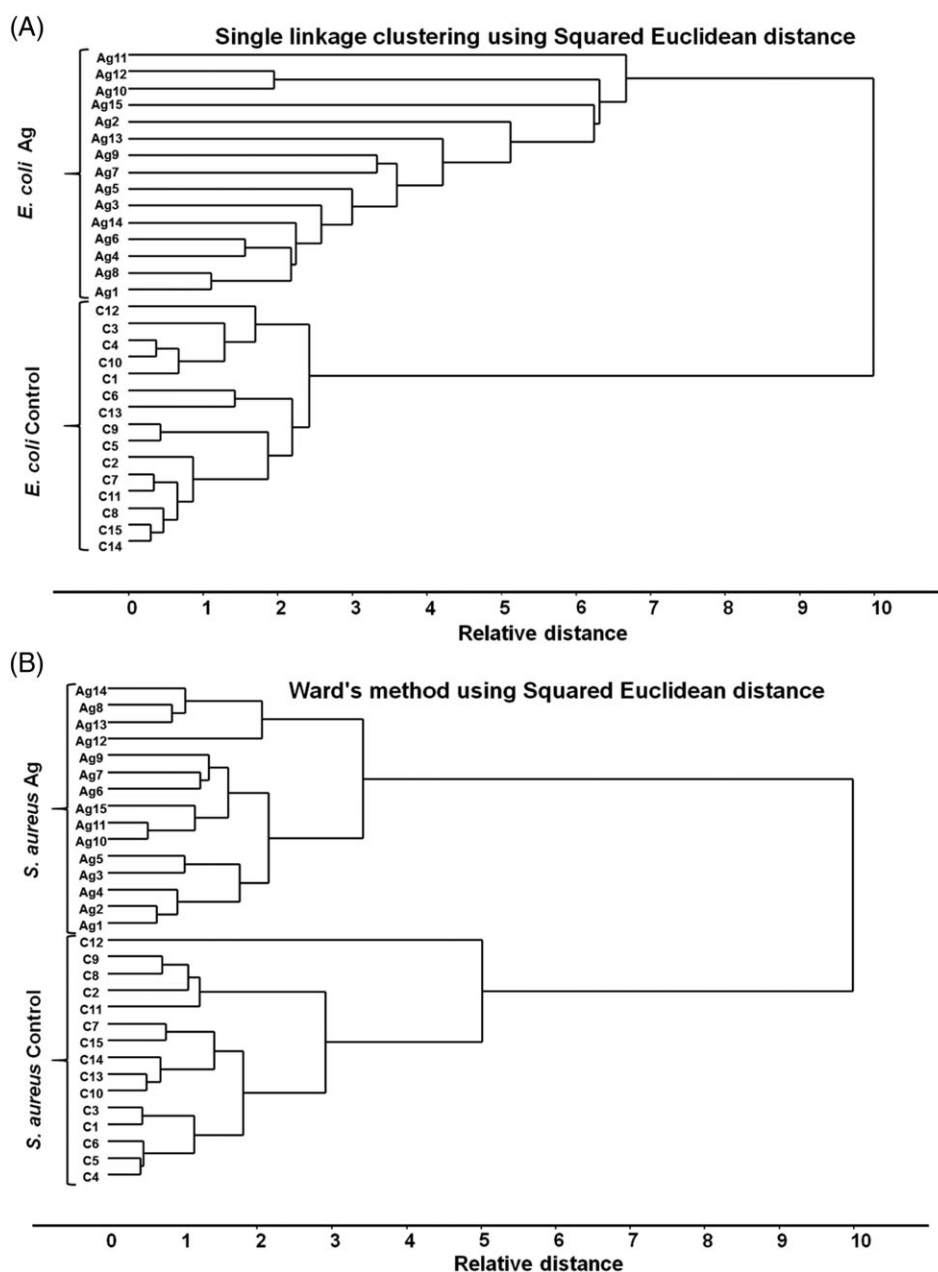 (A)
Single linkage clustering using Squared Euclidean distance
E. coli Ag
Ag11
Ag12
Ag10
Ag15
Ag2
Ag13
Ag9
Ag7
Ag5
Ag3
Ag14
Ag6
Ag4
Ag8
Ag1
E. coli Control
C12
C3
C4
C10
C1
C6
C13
C9
C5
C2
C7
C11
C8
C15
C14
0 1 2 3 4 5 6 7 8 9 10
Relative distance
(B)
Ward's method using Squared Euclidean distance
S. aureus Ag
Ag14
Ag8
Ag13
Ag12
Ag9
Ag7
Ag6
Ag15
Ag11
Ag10
Ag5
Ag3
Ag4
Ag2
Ag1
S. aureus Control
C12
C9
C8
C2
C11
C7
C15
C14
C13
C10
C3
C1
C6
C5
C4
0 1 2 3 4 5 6 7 8 9 10
Relative distance